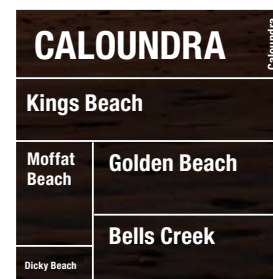 CALOUNDRA
Caloundra
Kings Beach
Moffat
Beach
Golden Beach
Bells Creek
Dicky Beach